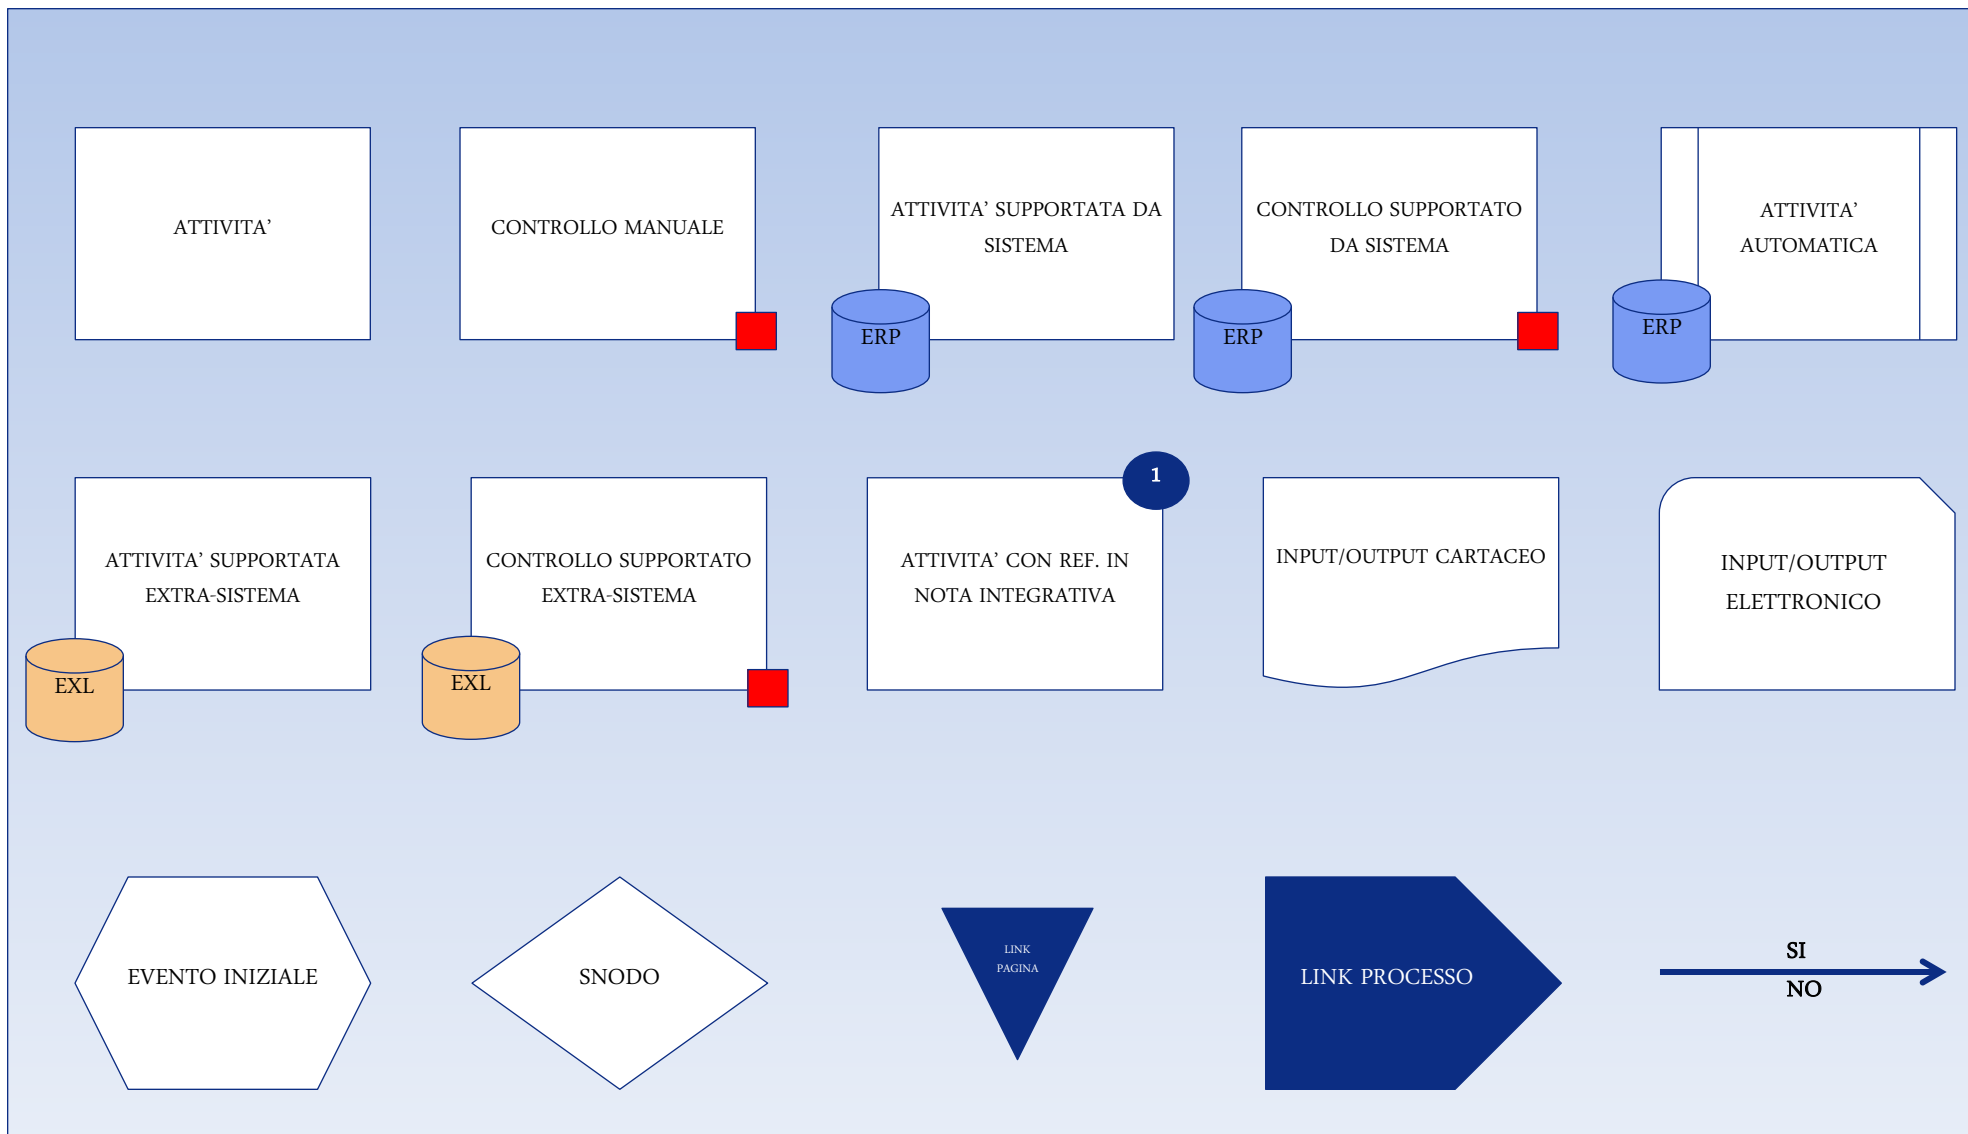 ATTIVITA’
CONTROLLO MANUALE
ATTIVITA’ SUPPORTATA DA
SISTEMA
ERP
CONTROLLO SUPPORTATO
DA SISTEMA
ERP
ATTIVITA’
AUTOMATICA
ERP
ATTIVITA’ SUPPORTATA
EXTRA-SISTEMA
EXL
CONTROLLO SUPPORTATO
EXTRA-SISTEMA
EXL
1
ATTIVITA’ CON REF. IN
NOTA INTEGRATIVA
INPUT/OUTPUT CARTACEO
INPUT/OUTPUT
ELETTRONICO
EVENTO INIZIALE
SNODO
LINK
PAGINA
LINK PROCESSO
SI
NO